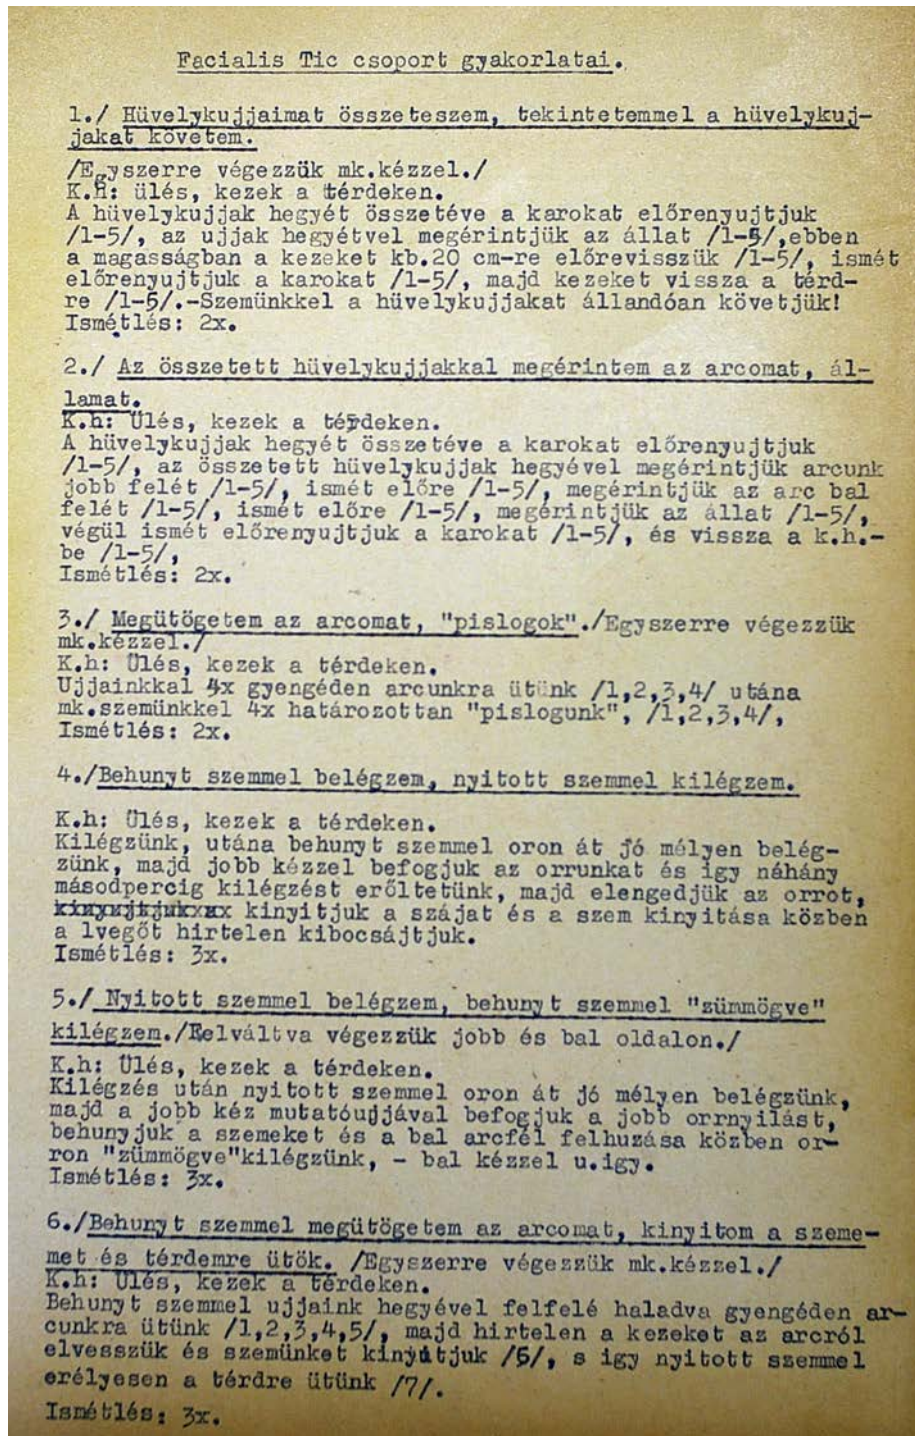 Facialis Tic csoport gyakorlatai.
1./ Hüvelykujjaimat összeteszem, tekintetemmel a hüvelykuj-
jakat követem.
/Egyszerre végezzük mk.kézzel./
K.h: ülés, kezek a térdeken.
A hüvelykujjak hegyét összetéve a karokat előrenyujtjuk
/1-5/, az ujjak hegyétvel megérintjük az állat /1-5/,ebben
a magasságban a kezeket kb.20 cm-re előrevisszük /1-5/, ismét
előrenyujtjuk a karokat /1-5/, majd kezeket vissza a térd-
re /1-5/.-Szemünkkel a hüvelykujjakat állandóan követjük!
Ismétlés: 2x.
2./ Az összetett hüvelykujjakkal megérintem az arcomat, ál-
lamat.
K.h: Ülés, kezek a térdeken.
A hüvelykujjak hegyét összetéve a karokat előrenyujtjuk
/1-5/, az összetett hüvelykujjak hegyével megérintjük arcunk
jobb felét /1-5/, ismét előre /1-5/, megérintjük az arc bal
felét /1-5/, ismét előre /1-5/, megérintjük az állat /1-5/,
végül ismét előrenyujtjuk a karokat /1-5/, és vissza a k.h.-
be /1-5/,
Ismétlés: 2x.
3./ Megütögetem az arcomat, "pislogok"./Egyszerre végezzük
mk.kézzel./
K.h: Ülés, kezek a térdeken.
Ujjainkkal 4x gyengéden arcunkra ütünk /1,2,3,4/ utána
mk.szemünkkel 4x határozottan "pislogunk", /1,2,3,4/,
Ismétlés: 2x.
4./Behunyt szemmel belégzem, nyitott szemmel kilégzem.
K.h: Ülés, kezek a térdeken.
Kilégzünk, utána behunyt szemmel oron át jó mélyen belég-
zünk, majd jobb kézzel befogjuk az orrunkat és igy náhány
másodpercig kilégzést erőltetünk, majd elengedjük az orrot,
kinyitjuk a szájat és a szem kinyitása közben
a lvegőt hirtelen kibocsájtjuk.
Ismétlés: 3x.
5./ Nyitott szemmel belégzem, behunyt szemmel "zümmögve"
kilégzem./Eelváltva végezzük jobb és bal oldalon./
K.h: Ülés, kezek a térdeken.
Kilégzés után nyitott szemmel oron át jó mélyen belégzünk,
majd a jobb kéz mutatóujjával befogjuk a jobb orrnyilást,
behunyjuk a szemeket és a bal arcfél felhuzása közben or-
ron "zümmögve"kilégzünk, - bal kézzel u.igy.
Ismétlés: 3x.
6./Behunyt szemmel megütögetem az arcomat, kinyitom a szeme-
met és térdemre ütök. /Egyszerre végezzük mk.kézzel./
K.h: Ülés, kezek a térdeken.
Behunyt szemmel ujjaink hegyével felfelé haladva gyengéden ar-
cunkra ütünk /1,2,3,4,5/, majd hirtelen a kezeket az arcról
elvesszük és szemünket kinyitjuk /6/, s igy nyitott szemmel
erélyesen a térdre ütünk /7/.
Ismétlés: 3x.